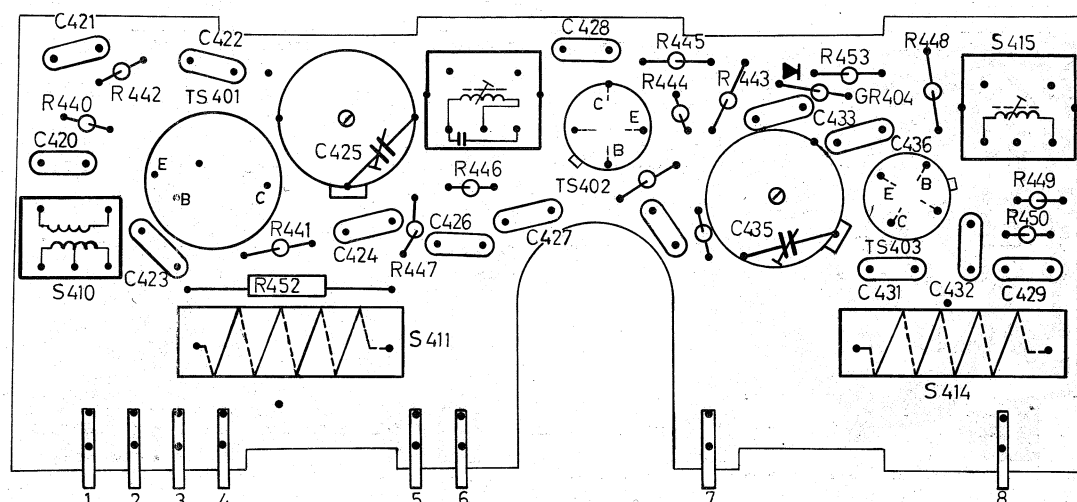 C421
C422
C428
R445
R453
R448
S415
R442
R440
TS401
R444
R443
GR404
C433
C420
C436
C
E
B
C425
E
B
C
R446
TS402
B
E
C
R449
R450
R441
C424
C426
C427
C435
TS403
C423
R447
S410
R452
C431
C432
C429
S411
S414
1
2
3
4
5
6
7
8